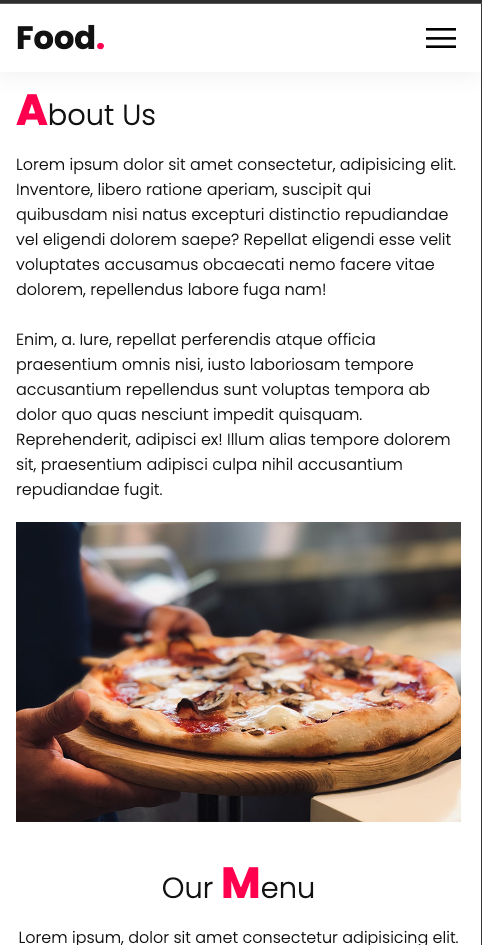 Food.
About Us
Lorem ipsum dolor sit amet consectetur, adipisicing elit.
Inventore, libero ratione aperiam, suscipit qui
quibusdam nisi natus excepturi distinctio repudiandae
vel eligendi dolorem saepe? Repellat eligendi esse velit
voluptates accusamus obcaecati nemo facere vitae
dolorem, repellendus labore fuga nam!
Enim, a. Iure, repellat perferendis atque officia
praesentium omnis nisi, iusto laboriosam tempore
accusantium repellendus sunt voluptas tempora ab
dolor quo quas nesciunt impedit quisquam.
Reprehenderit, adipisci ex! Illum alias tempore dolorem
sit, praesentium adipisci culpa nihil accusantium
repudiandae fugit.
Our Menu
Lorem ipsum, dolor sit amet consectetur adipisicing elit.